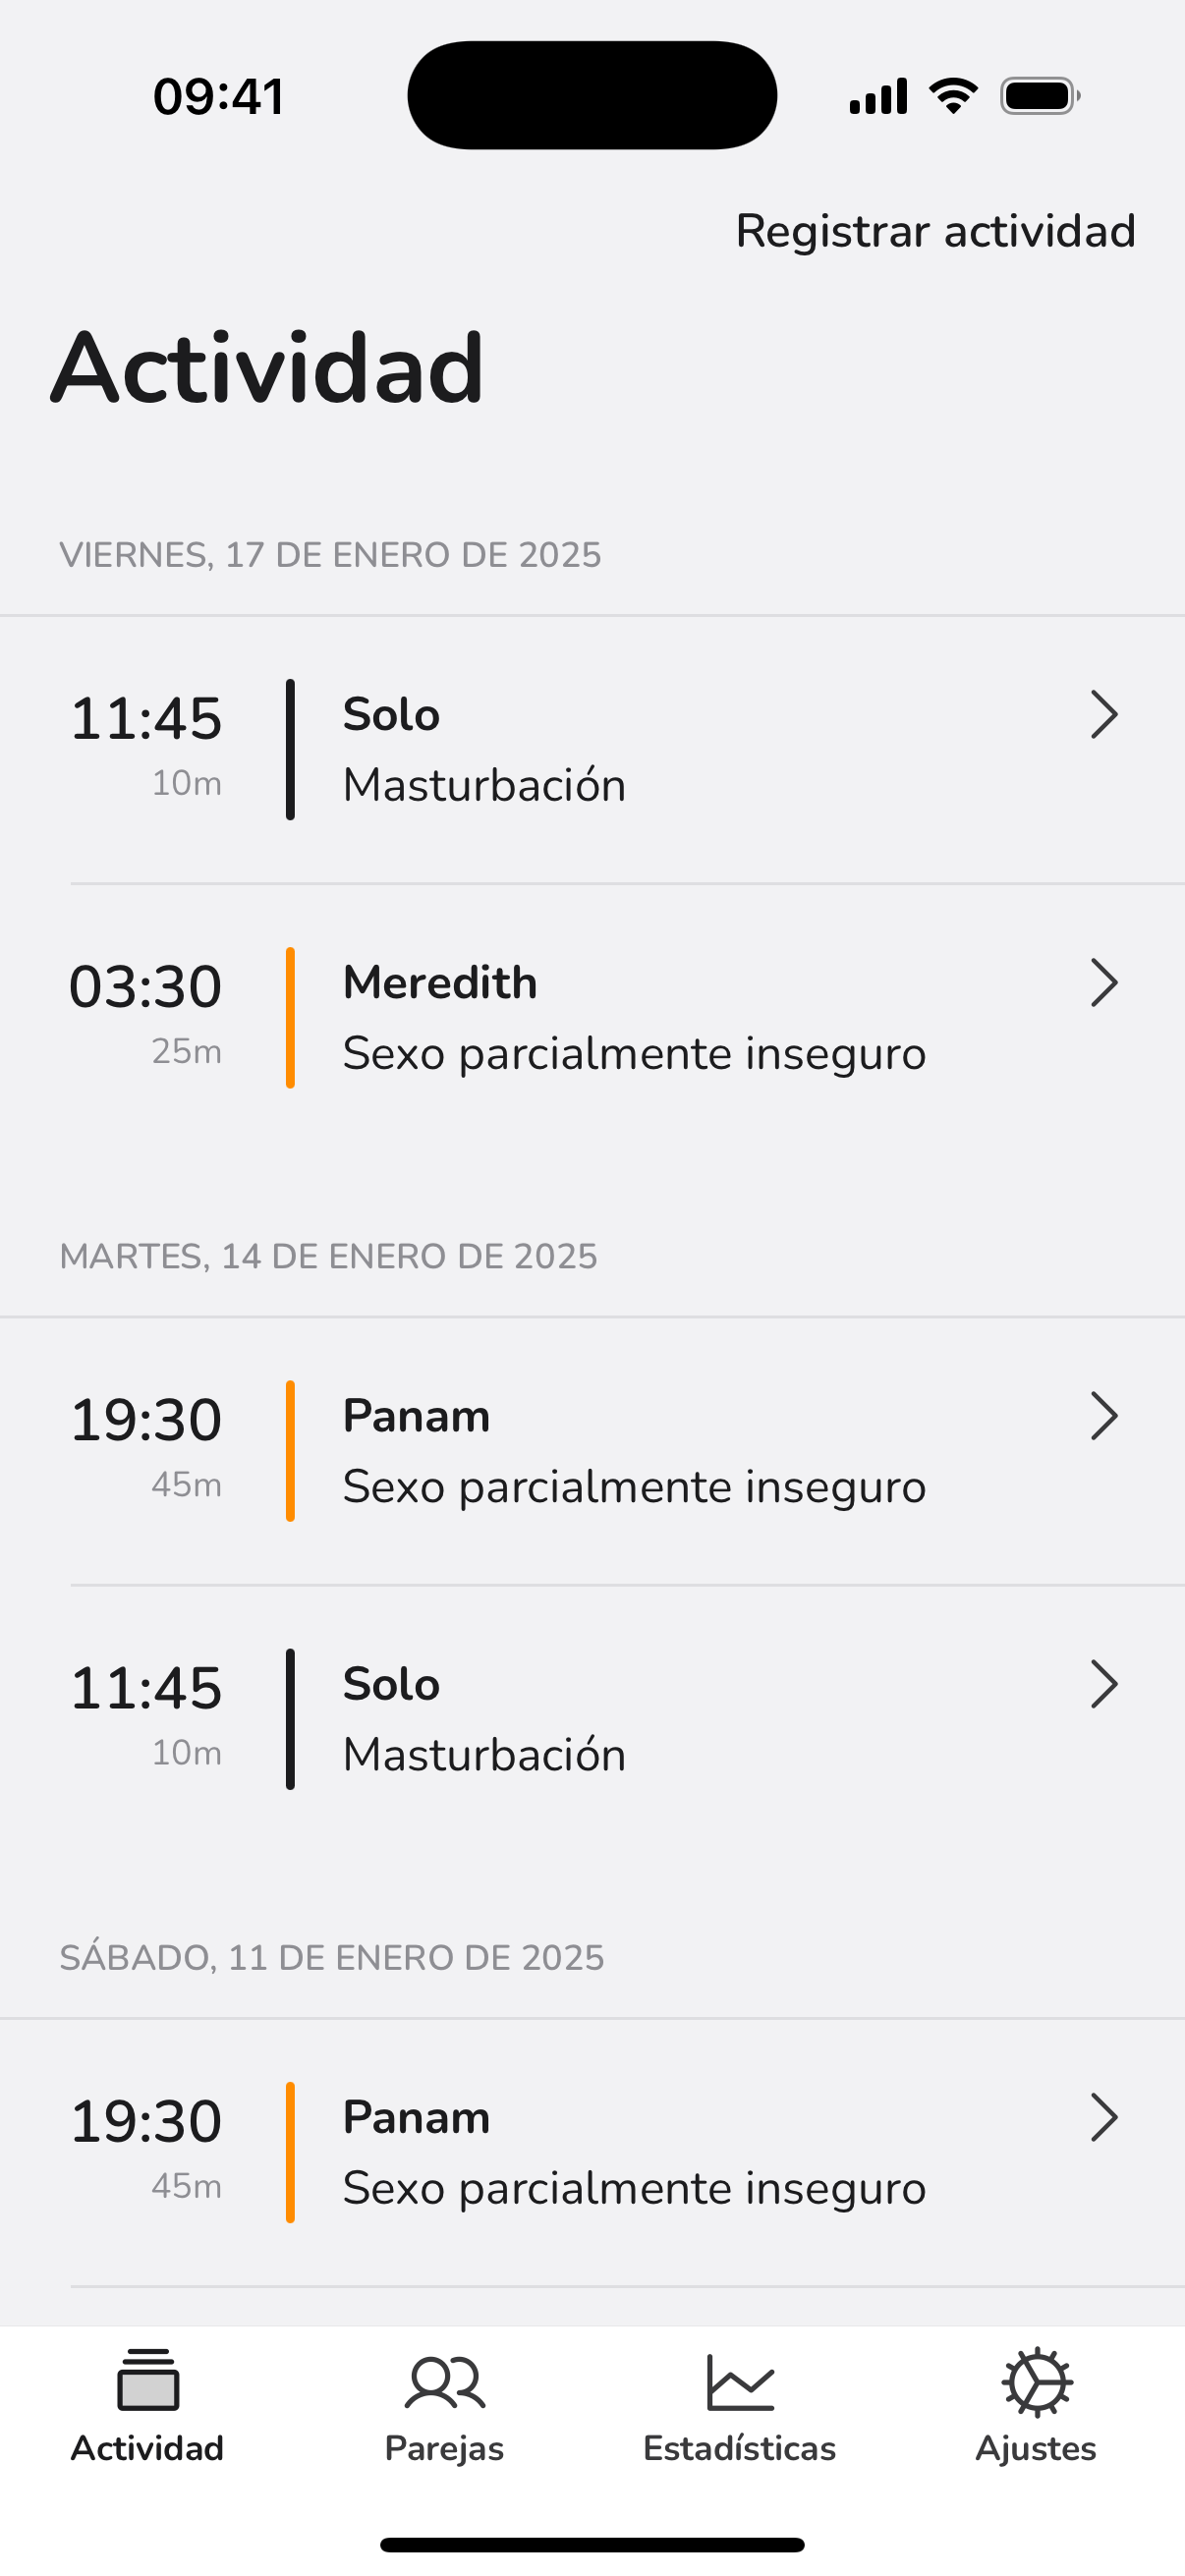 09:41
Registrar actividad
Actividad
VIERNES, 17 DE ENERO DE 2025
11:45
10m
Solo
Masturbación
03:30
25m
Meredith
Sexo parcialmente inseguro
MARTES, 14 DE ENERO DE 2025
19:30
45m
Panam
Sexo parcialmente inseguro
11:45
10m
Solo
Masturbación
SÁBADO, 11 DE ENERO DE 2025
19:30
45m
Panam
Sexo parcialmente inseguro
Actividad
Parejas
Estadísticas
Ajustes